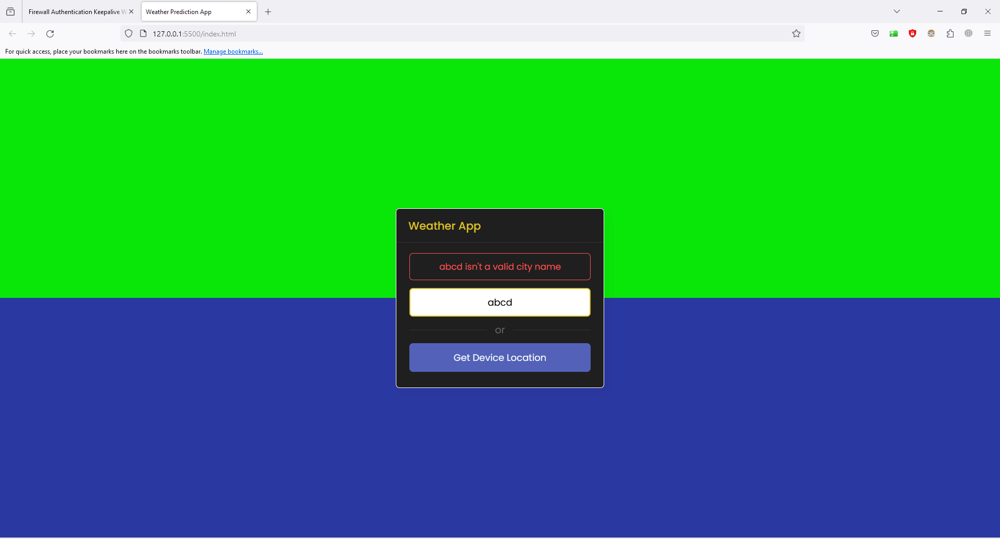 Firewall Authentication Keepalive W
Weather Prediction App
127.0.0.1:5500/index.html
For quick access, place your bookmarks here on the bookmarks toolbar. Manage bookmarks...
Weather App
abcd isn't a valid city name
abcd
or
Get Device Location